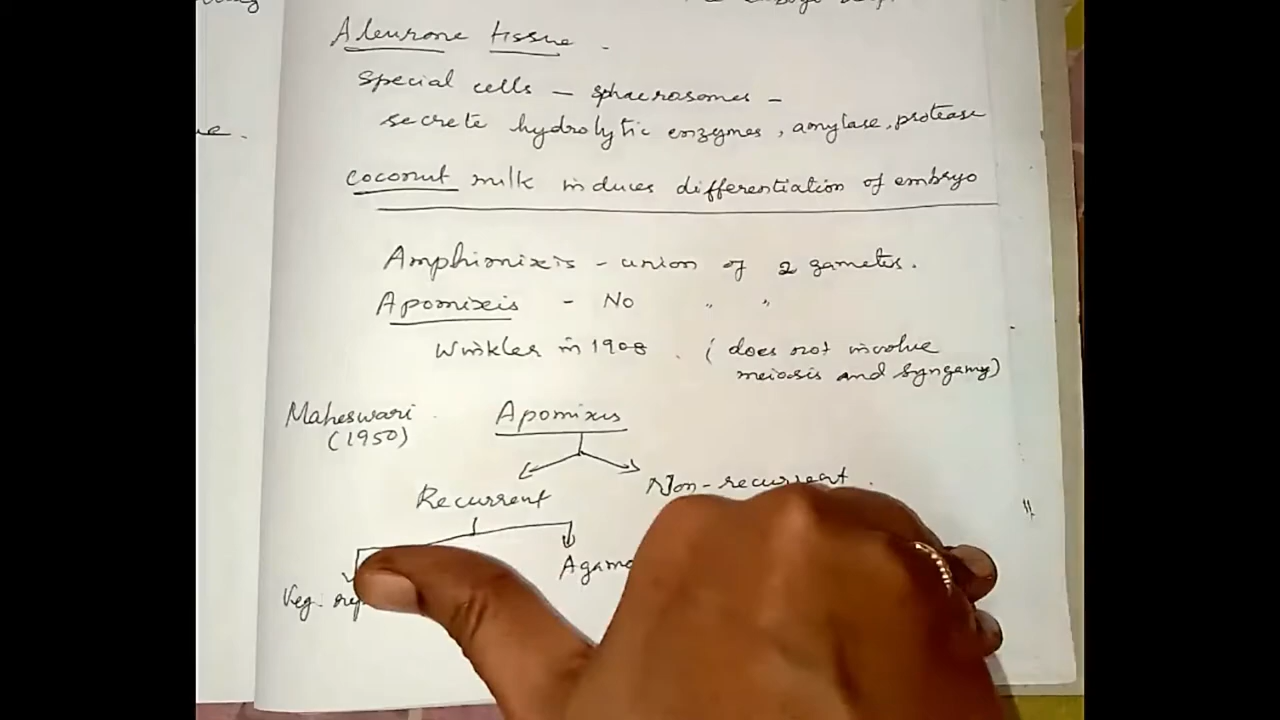 Aleurone tissue.
Special cells - sphaerosomes -
secrete hydrolytic enzymes, amylase, protease
coconut milk induces differentiation of embryo
Amphimixis - union of 2 gametes.
Apomixis - No " "
Winkler in 1908. (does not involve
meiosis and syngamy)
Maheswari
(1950)
Apomixis
Recurrent
Non-recurrent.
Veg.
Agamo